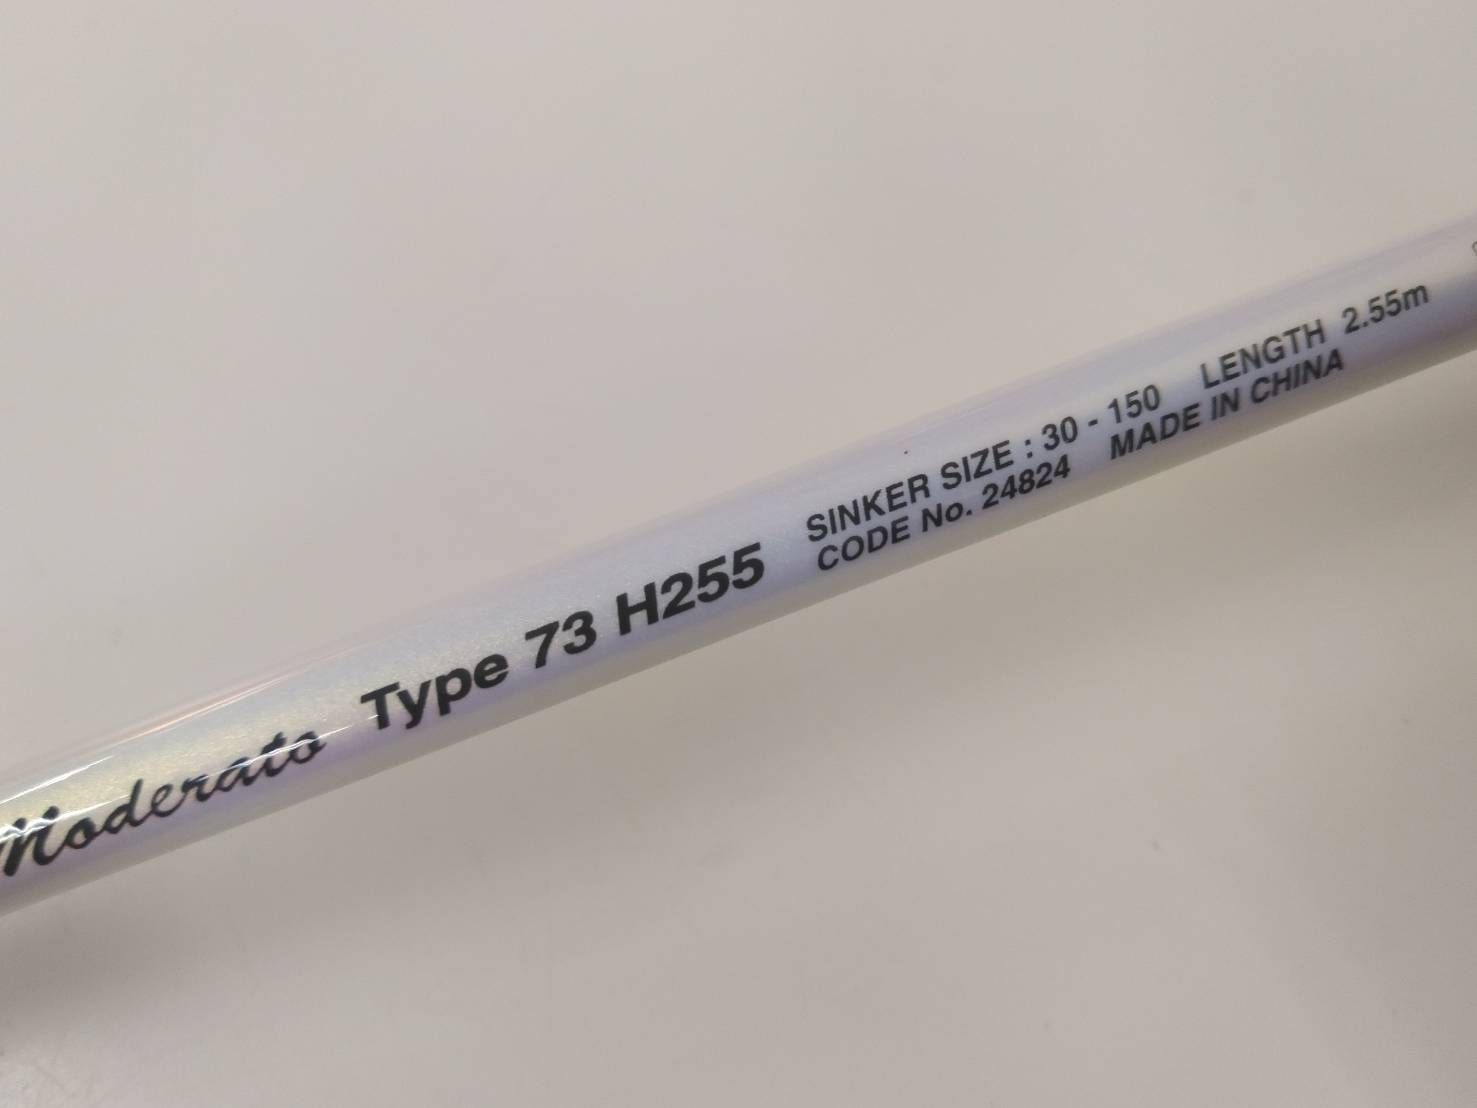 Moderato Type 73 H255
SINKER SIZE : 30 - 150 LENGTH 2.55m
CODE No. 24824 MADE IN CHINA